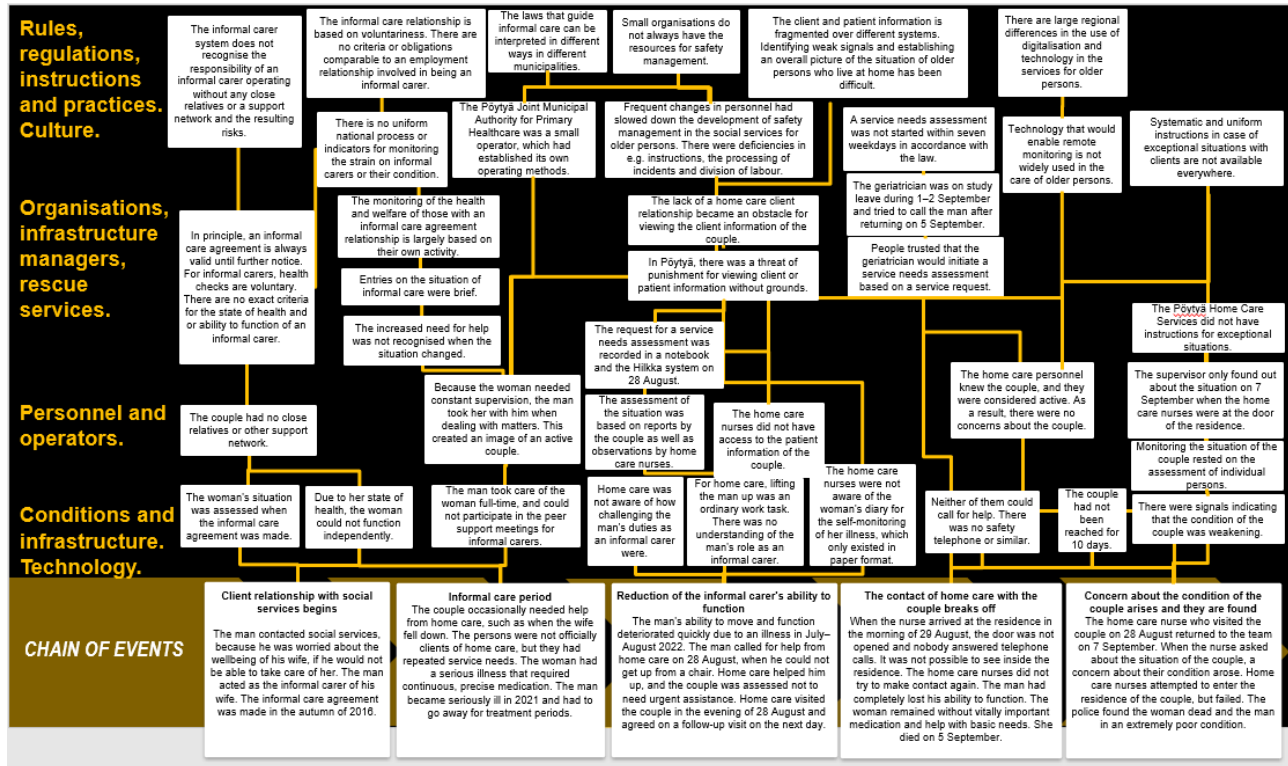 Rules,
regulations,
instructions
and practices.
Culture.
The informal carer
system does not
recognise the
responsibility of an
informal carer operating
without any close
relatives or a support
network and the resulting
risks.
The informal care relationship is
based on voluntariness. There are
no criteria or obligations
comparable to an employment
relationship involved in being an
informal carer.
The laws that guide
informal care can be
interpreted in different
ways in different
municipalities.
Small organisations do
not always have the
resources for safety
management.
The client and patient information is
fragmented over different systems.
Identifying weak signals and establishing
an overall picture of the situation of older
persons who live at home has been
difficult.
There are large regional
differences in the use of
digitalisation and
technology in the
services for older
persons.
There is no uniform
national process or
indicators for monitoring
the strain on informal
carers or their condition.
The Pöytyä Joint Municipal
Authority for Primary
Healthcare was a small
operator, which had
established its own
operating methods.
Frequent changes in personnel had
slowed down the development of safety
management in the social services for
older persons. There were deficiencies in
e.g. instructions, the processing of
incidents and division of labour.
A service needs assessment
was not started within seven
weekdays in accordance with
the law.
Technology that would
enable remote
monitoring is not
widely used in the
care of older persons.
Systematic and uniform
instructions in case of
exceptional situations with
clients are not available
everywhere.
Organisations,
infrastructure
managers,
rescue
services.
In principle, an informal
care agreement is always
valid until further notice.
For informal carers, health
checks are voluntary.
There are no exact criteria
for the state of health and
or ability to function of an
informal carer.
The monitoring of the health
and welfare of those with an
informal care agreement
relationship is largely based on
their own activity.
Entries on the situation of
informal care were brief.
The increased need for help
was not recognised when the
situation changed.
The lack of a home care client
relationship became an obstacle for
viewing the client information of the
couple.
In Pöytyä, there was a threat of
punishment for viewing client or
patient information without grounds.
The geriatrician was on study
leave during 1–2 September
and tried to call the man after
returning on 5 September.
People trusted that the
geriatrician would initiate a
service needs assessment
based on a service request.
The Pöytyä Home Care
Services did not have
instructions for exceptional
situations.
The request for a service
needs assessment was
recorded in a notebook
and the Hilkka system on
28 August.
Personnel and
operators.
The couple had no close
relatives or other support
network.
Because the woman needed
constant supervision, the man
took her with him when
dealing with matters. This
created an image of an active
couple.
The assessment of
the situation was
based on reports by
the couple as well as
observations by home
care nurses.
The home care
nurses did not have
access to the patient
information of the
couple.
The home care personnel
knew the couple, and they
were considered active. As
a result, there were no
concerns about the couple.
The supervisor only found out
about the situation on 7
September when the home
care nurses were at the door
of the residence.
Monitoring the situation of the
couple rested on the
assessment of individual
persons.
Conditions and
infrastructure.
Technology.
The woman's situation
was assessed when
the informal care
agreement was made.
Due to her state of
health, the woman
could not function
independently.
The man took care of the
woman full-time, and could
not participate in the peer
support meetings for
informal carers.
Home care was
not aware of how
challenging the
man's duties as
an informal carer
were.
For home care, lifting
the man up was an
ordinary work task.
There was no
understanding of the
man's role as an
informal carer.
The home care
nurses were not
aware of the
woman's diary for
the self-monitoring
of her illness, which
only existed in
paper format.
Neither of them could
call for help. There
was no safety
telephone or similar.
The couple
had not
been
reached for
10 days.
There were signals indicating
that the condition of the
couple was weakening.
CHAIN OF EVENTS
Client relationship with social
services begins
The man contacted social services,
because he was worried about the
wellbeing of his wife, if he would not
be able to take care of her. The man
acted as the informal carer of his
wife. The informal care agreement
was made in the autumn of 2016.
Informal care period
The couple occasionally needed help
from home care, such as when the wife
fell down. The persons were not officially
clients of home care, but they had
repeated service needs. The woman had
a serious illness that required
continuous, precise medication. The man
became seriously ill in 2021 and had to
go away for treatment periods.
Reduction of the informal carer's ability to
function
The man's ability to move and function
deteriorated quickly due to an illness in July–
August 2022. The man called for help from
home care on 28 August, when he could not
get up from a chair. Home care helped him
up, and the couple was assessed not to
need urgent assistance. Home care visited
the couple in the evening of 28 August and
agreed on a follow-up visit on the next day.
The contact of home care with the
couple breaks off
When the nurse arrived at the residence in
the morning of 29 August, the door was not
opened and nobody answered telephone
calls. It was not possible to see inside the
residence. The home care nurses did not
try to make contact again. The man had
completely lost his ability to function. The
woman remained without vitally important
medication and help with basic needs. She
died on 5 September.
Concern about the condition of the
couple arises and they are found
The home care nurse who visited the
couple on 28 August returned to the team
on 7 September. When the nurse asked
about the situation of the couple, a
concern about their condition arose. Home
care nurses attempted to enter the
residence of the couple, but failed. The
police found the woman dead and the man
in an extremely poor condition.